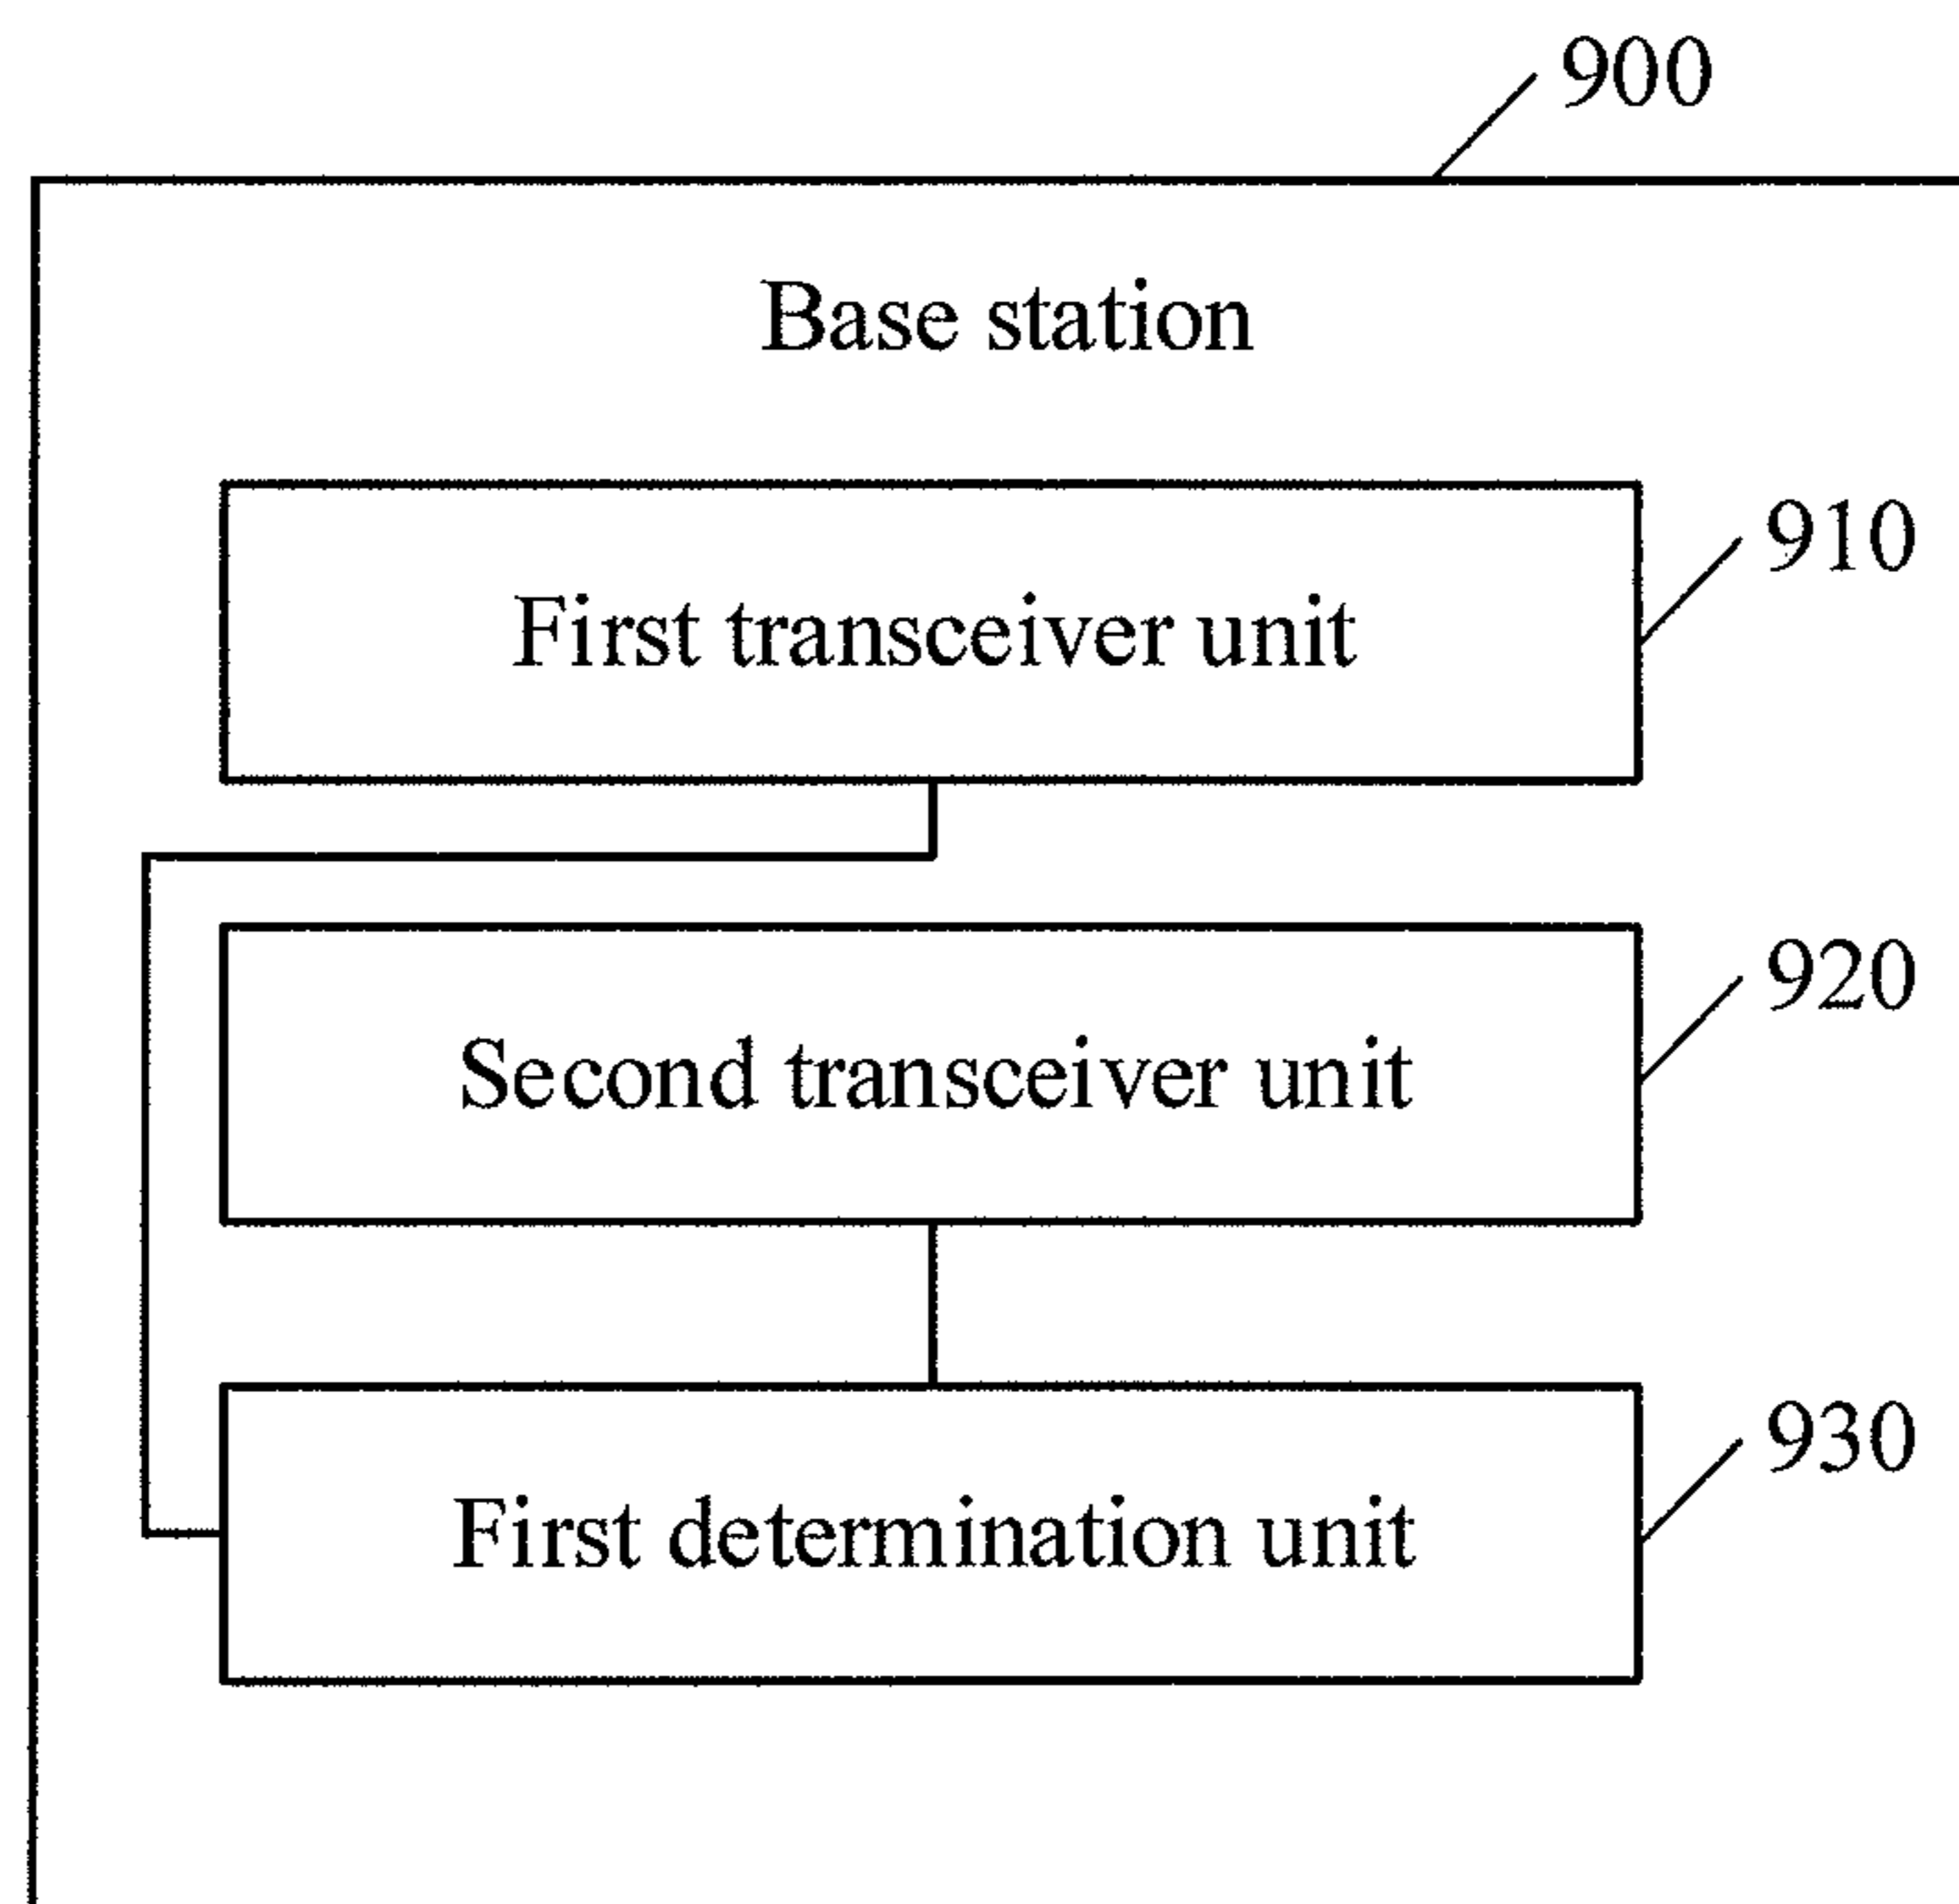 900
Base station
910
First transceiver unit
920
Second transceiver unit
930
First determination unit